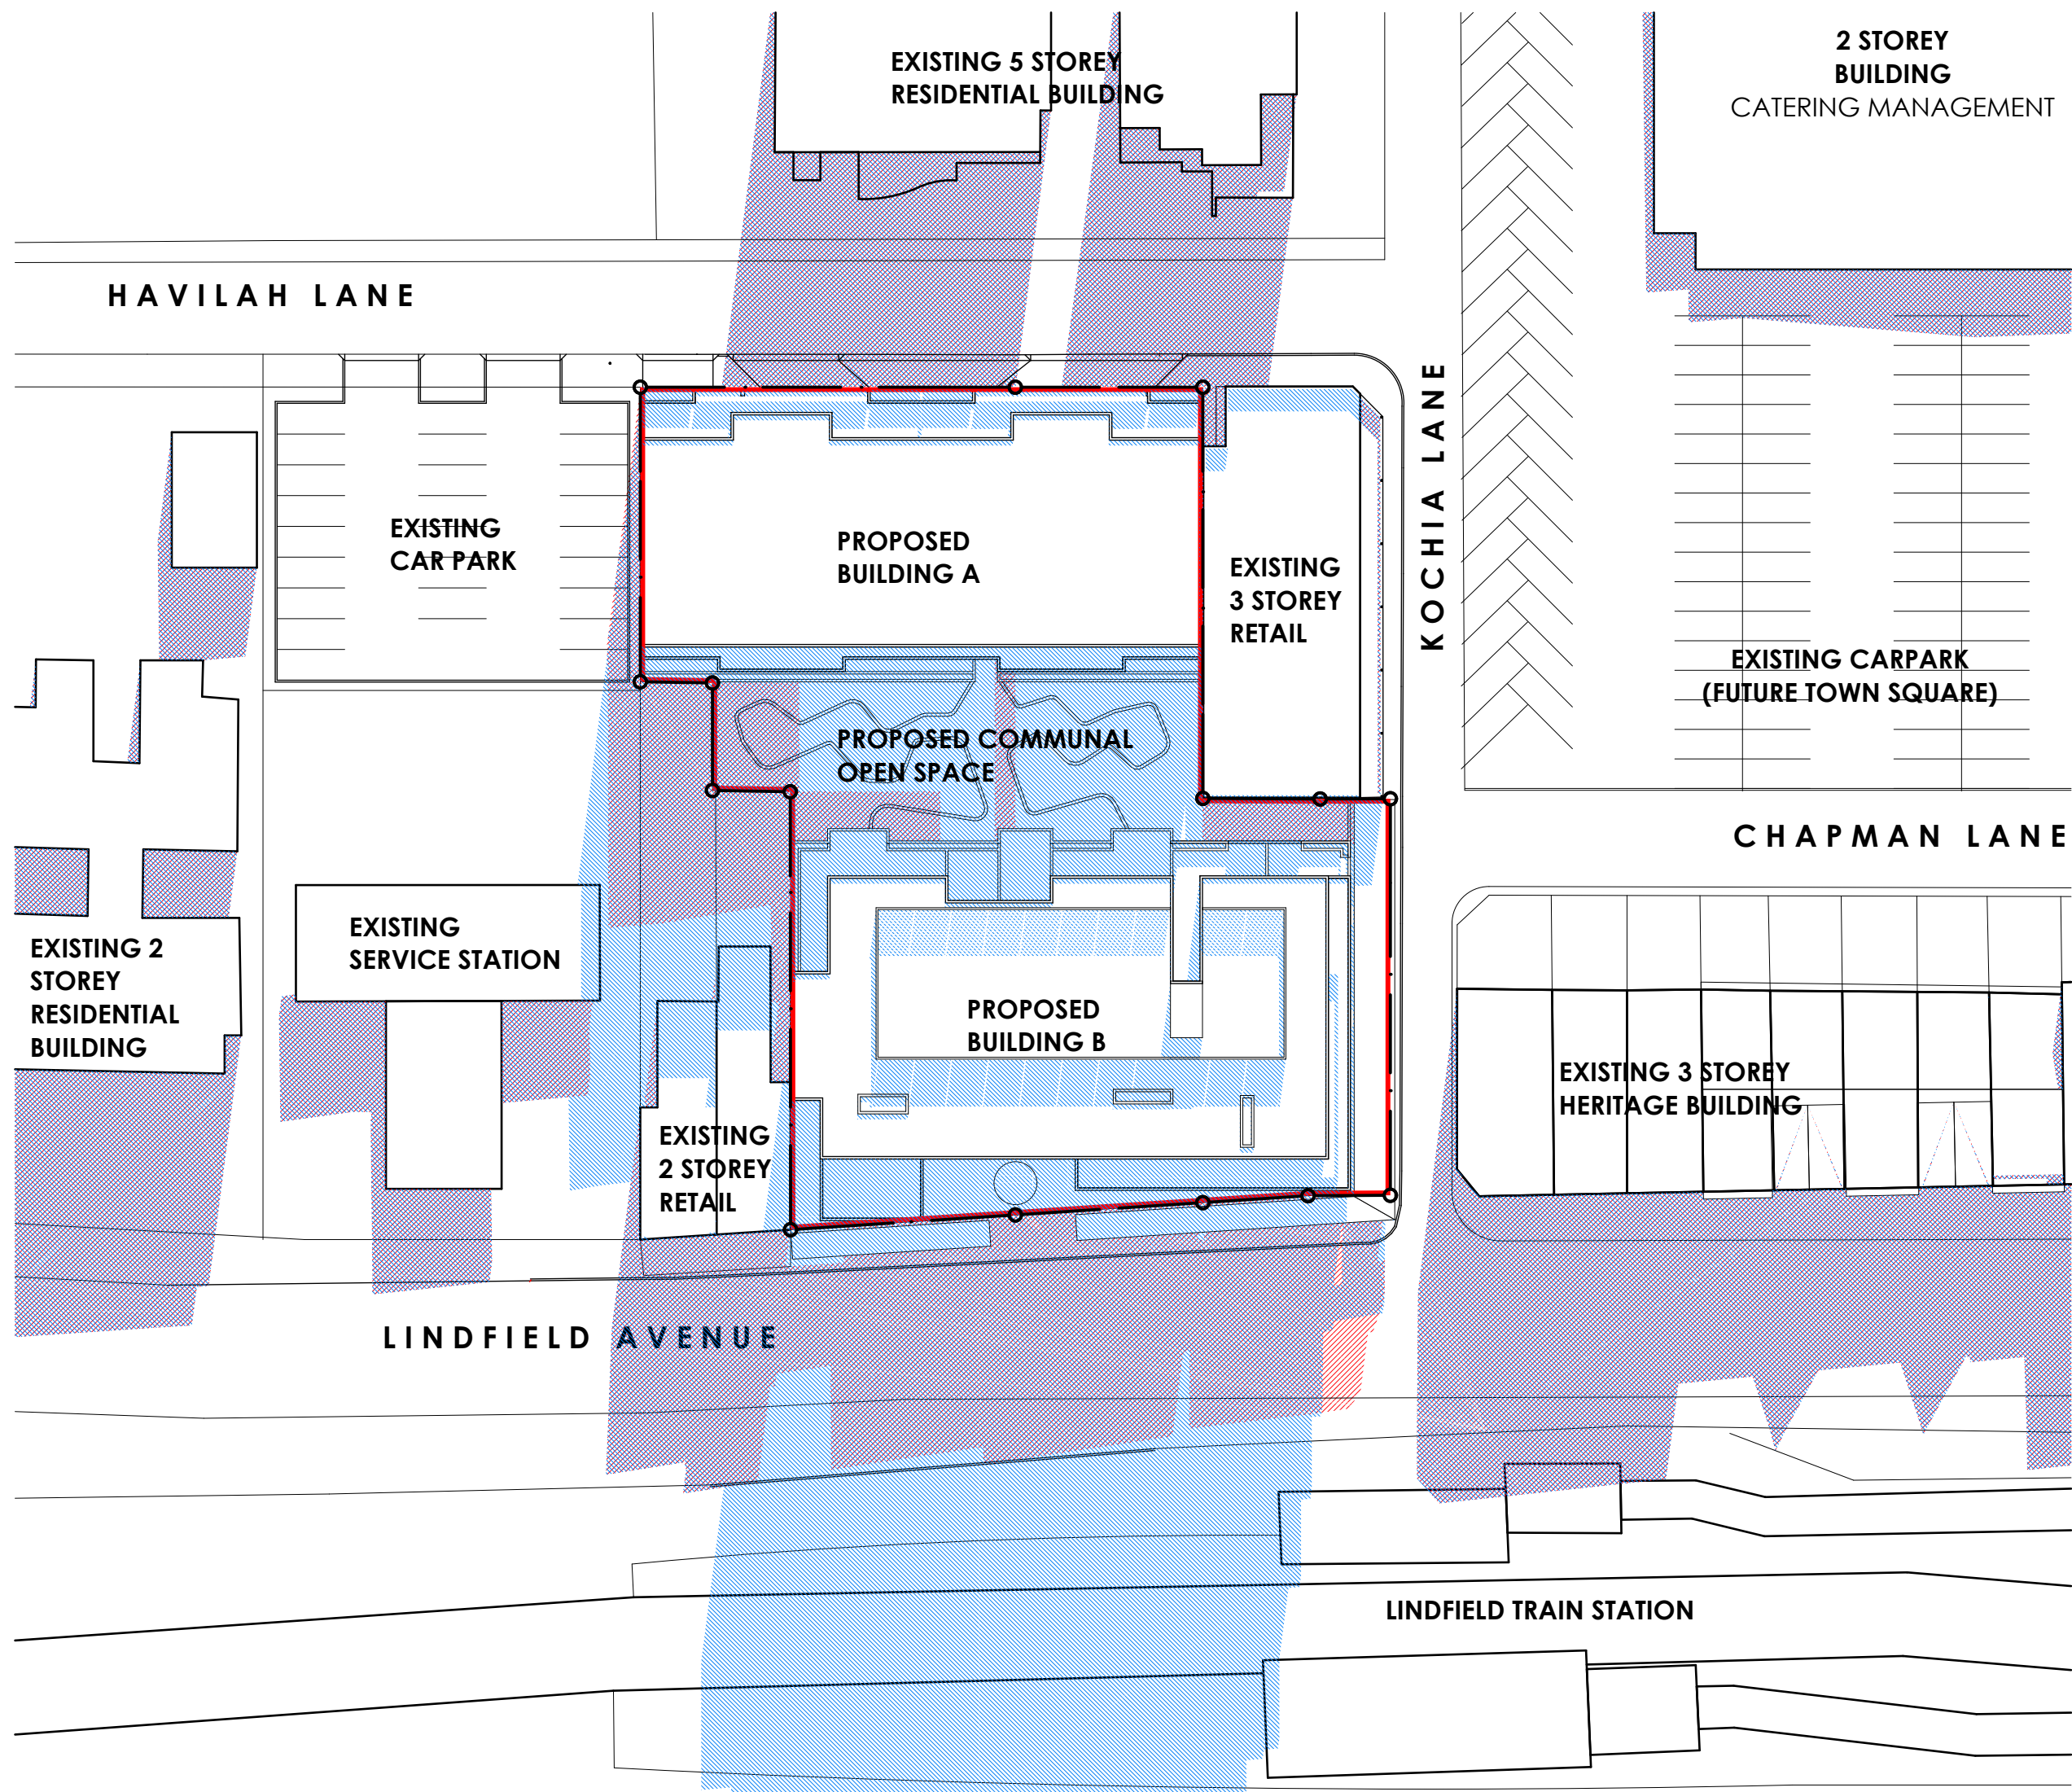 EXISTING 5 STOREY
RESIDENTIAL BUILDING
2 STOREY
BUILDING
CATERING MANAGEMENT
HAVILAH LANE
KOCHIA LANE
EXISTING
CAR PARK
PROPOSED
BUILDING A
EXISTING
3 STOREY
RETAIL
EXISTING CARPARK
(FUTURE TOWN SQUARE)
PROPOSED COMMUNAL
OPEN SPACE
CHAPMAN LANE
EXISTING 2
STOREY
RESIDENTIAL
BUILDING
EXISTING
SERVICE STATION
PROPOSED
BUILDING B
EXISTING 3 STOREY
HERITAGE BUILDING
EXISTING
2 STOREY
RETAIL
LINDFIELD AVENUE
LINDFIELD TRAIN STATION